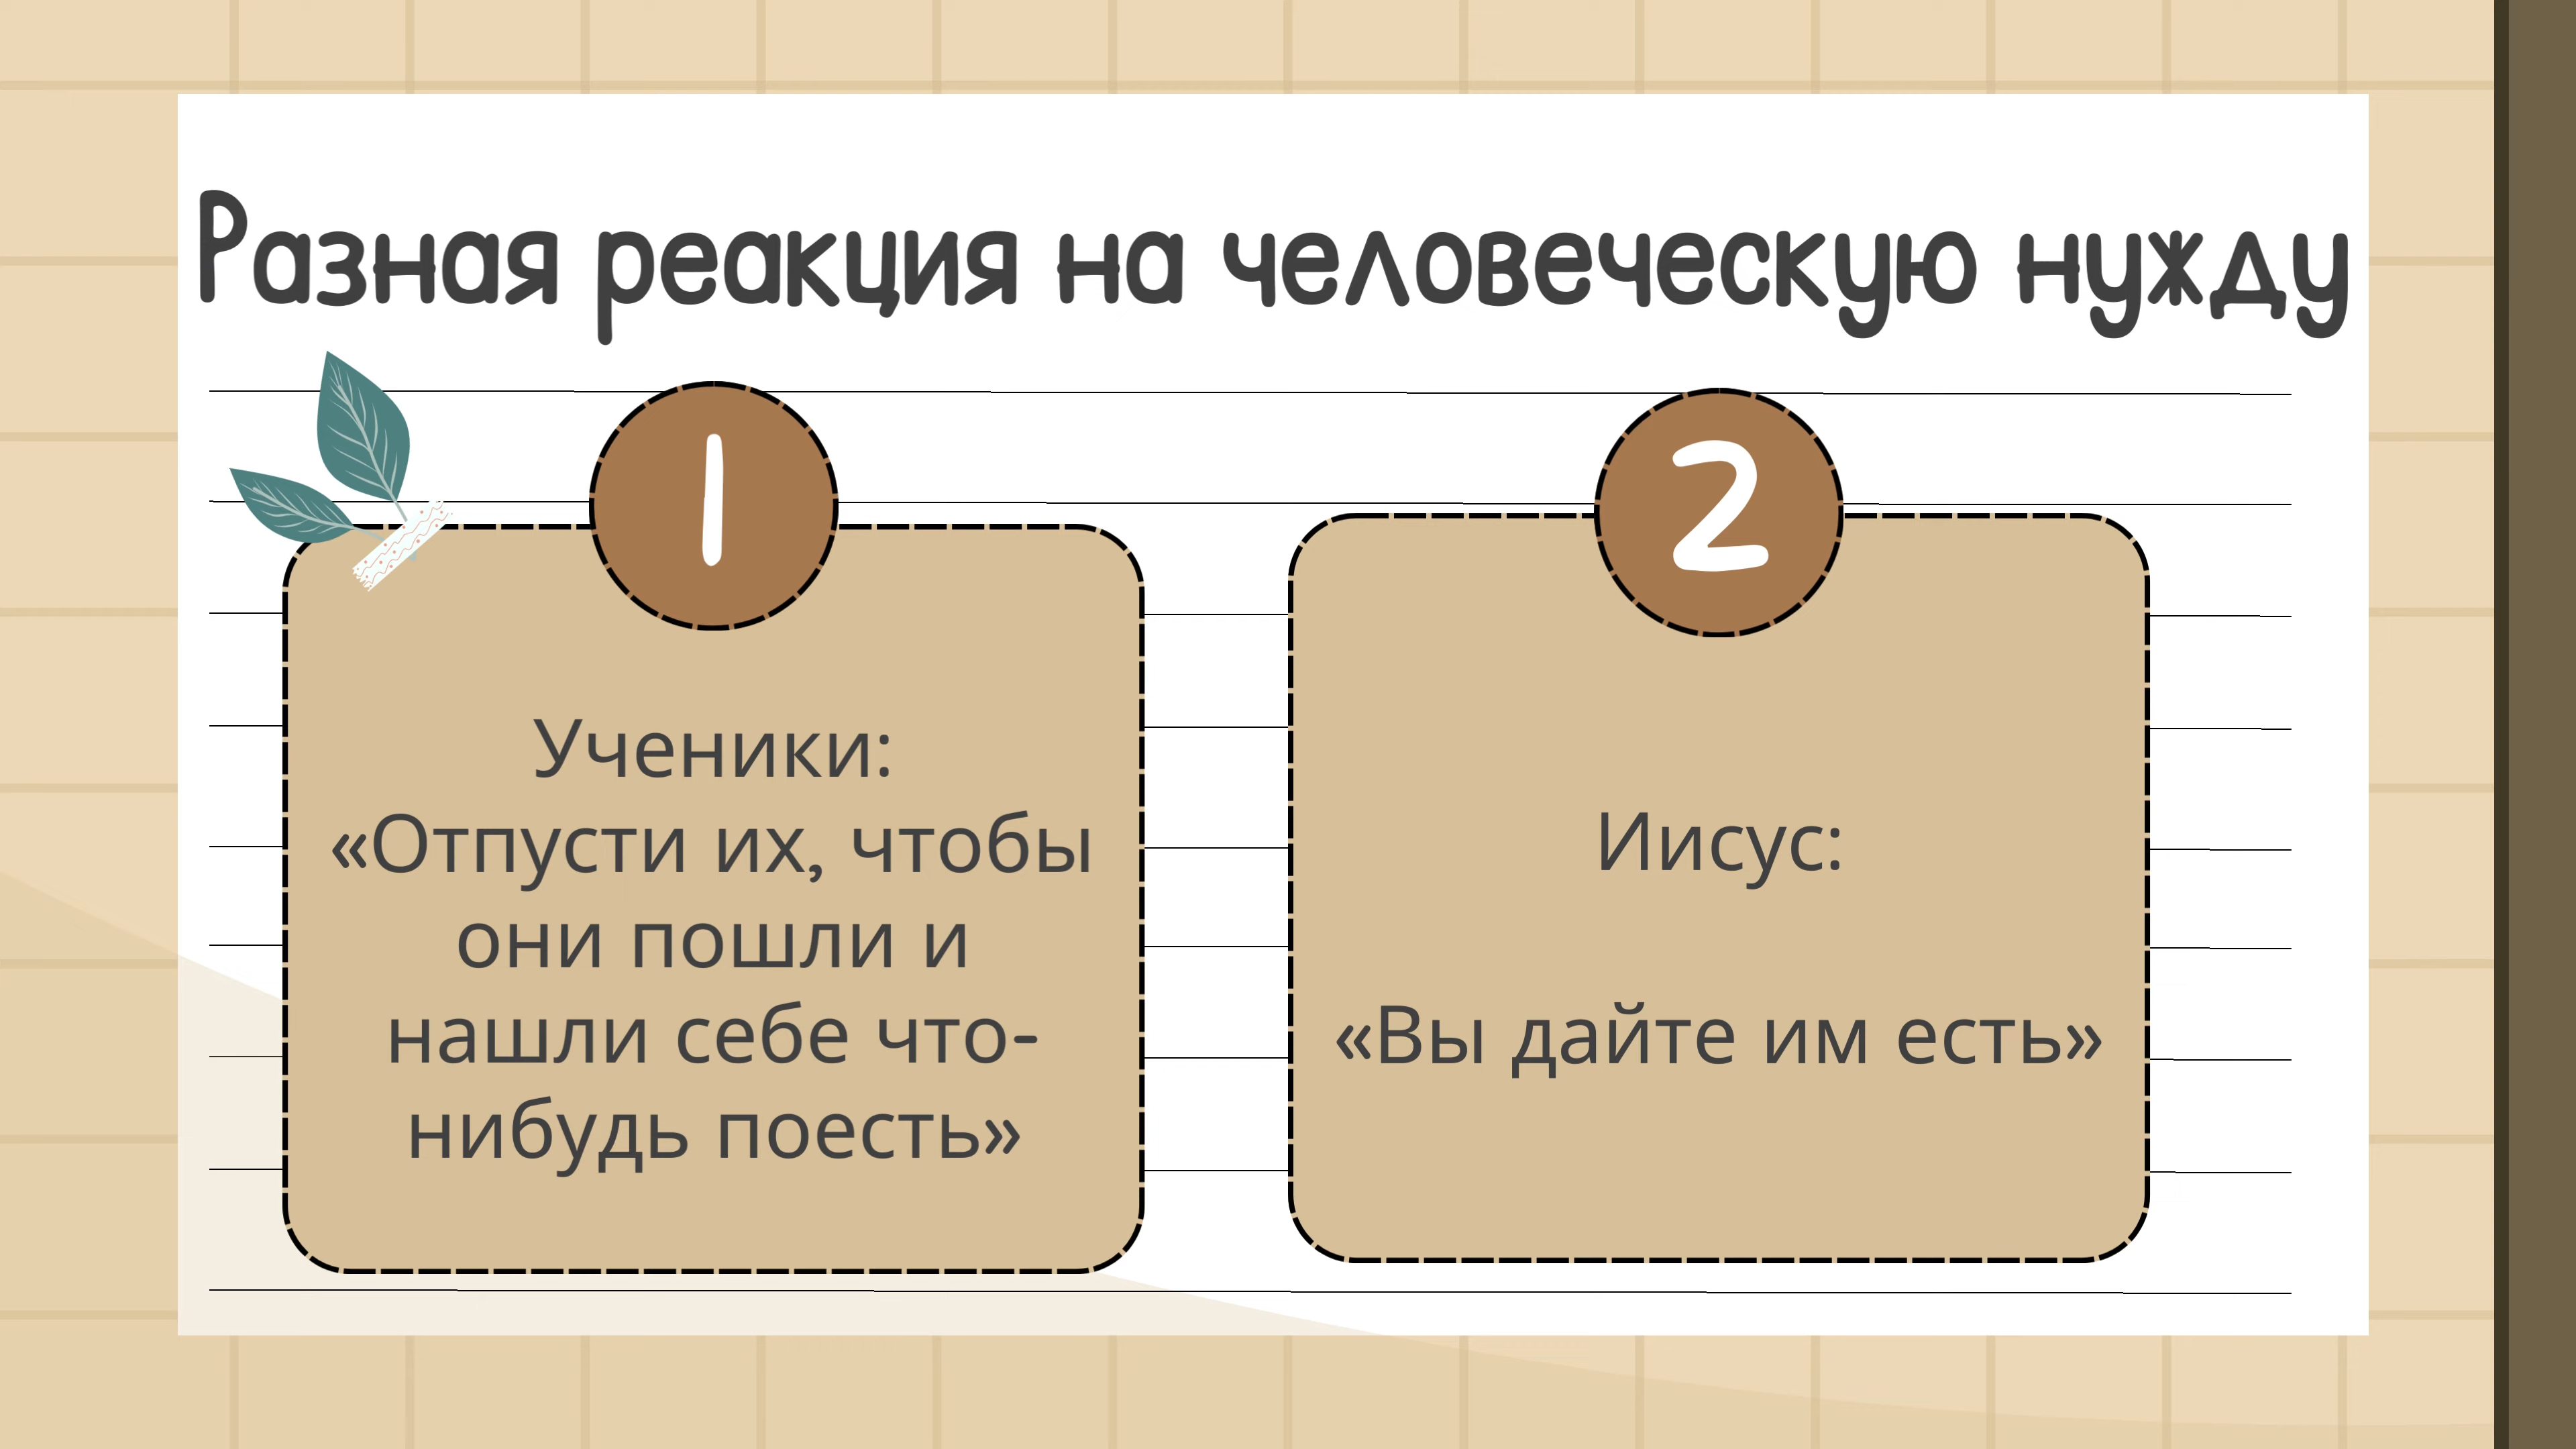 Разная реакция на человеческую нужду
1
Ученики:
«Отпусти их, чтобы
они пошли и
нашли себе что-
нибудь поесть»
2
Иисус:
«Вы дайте им есть»